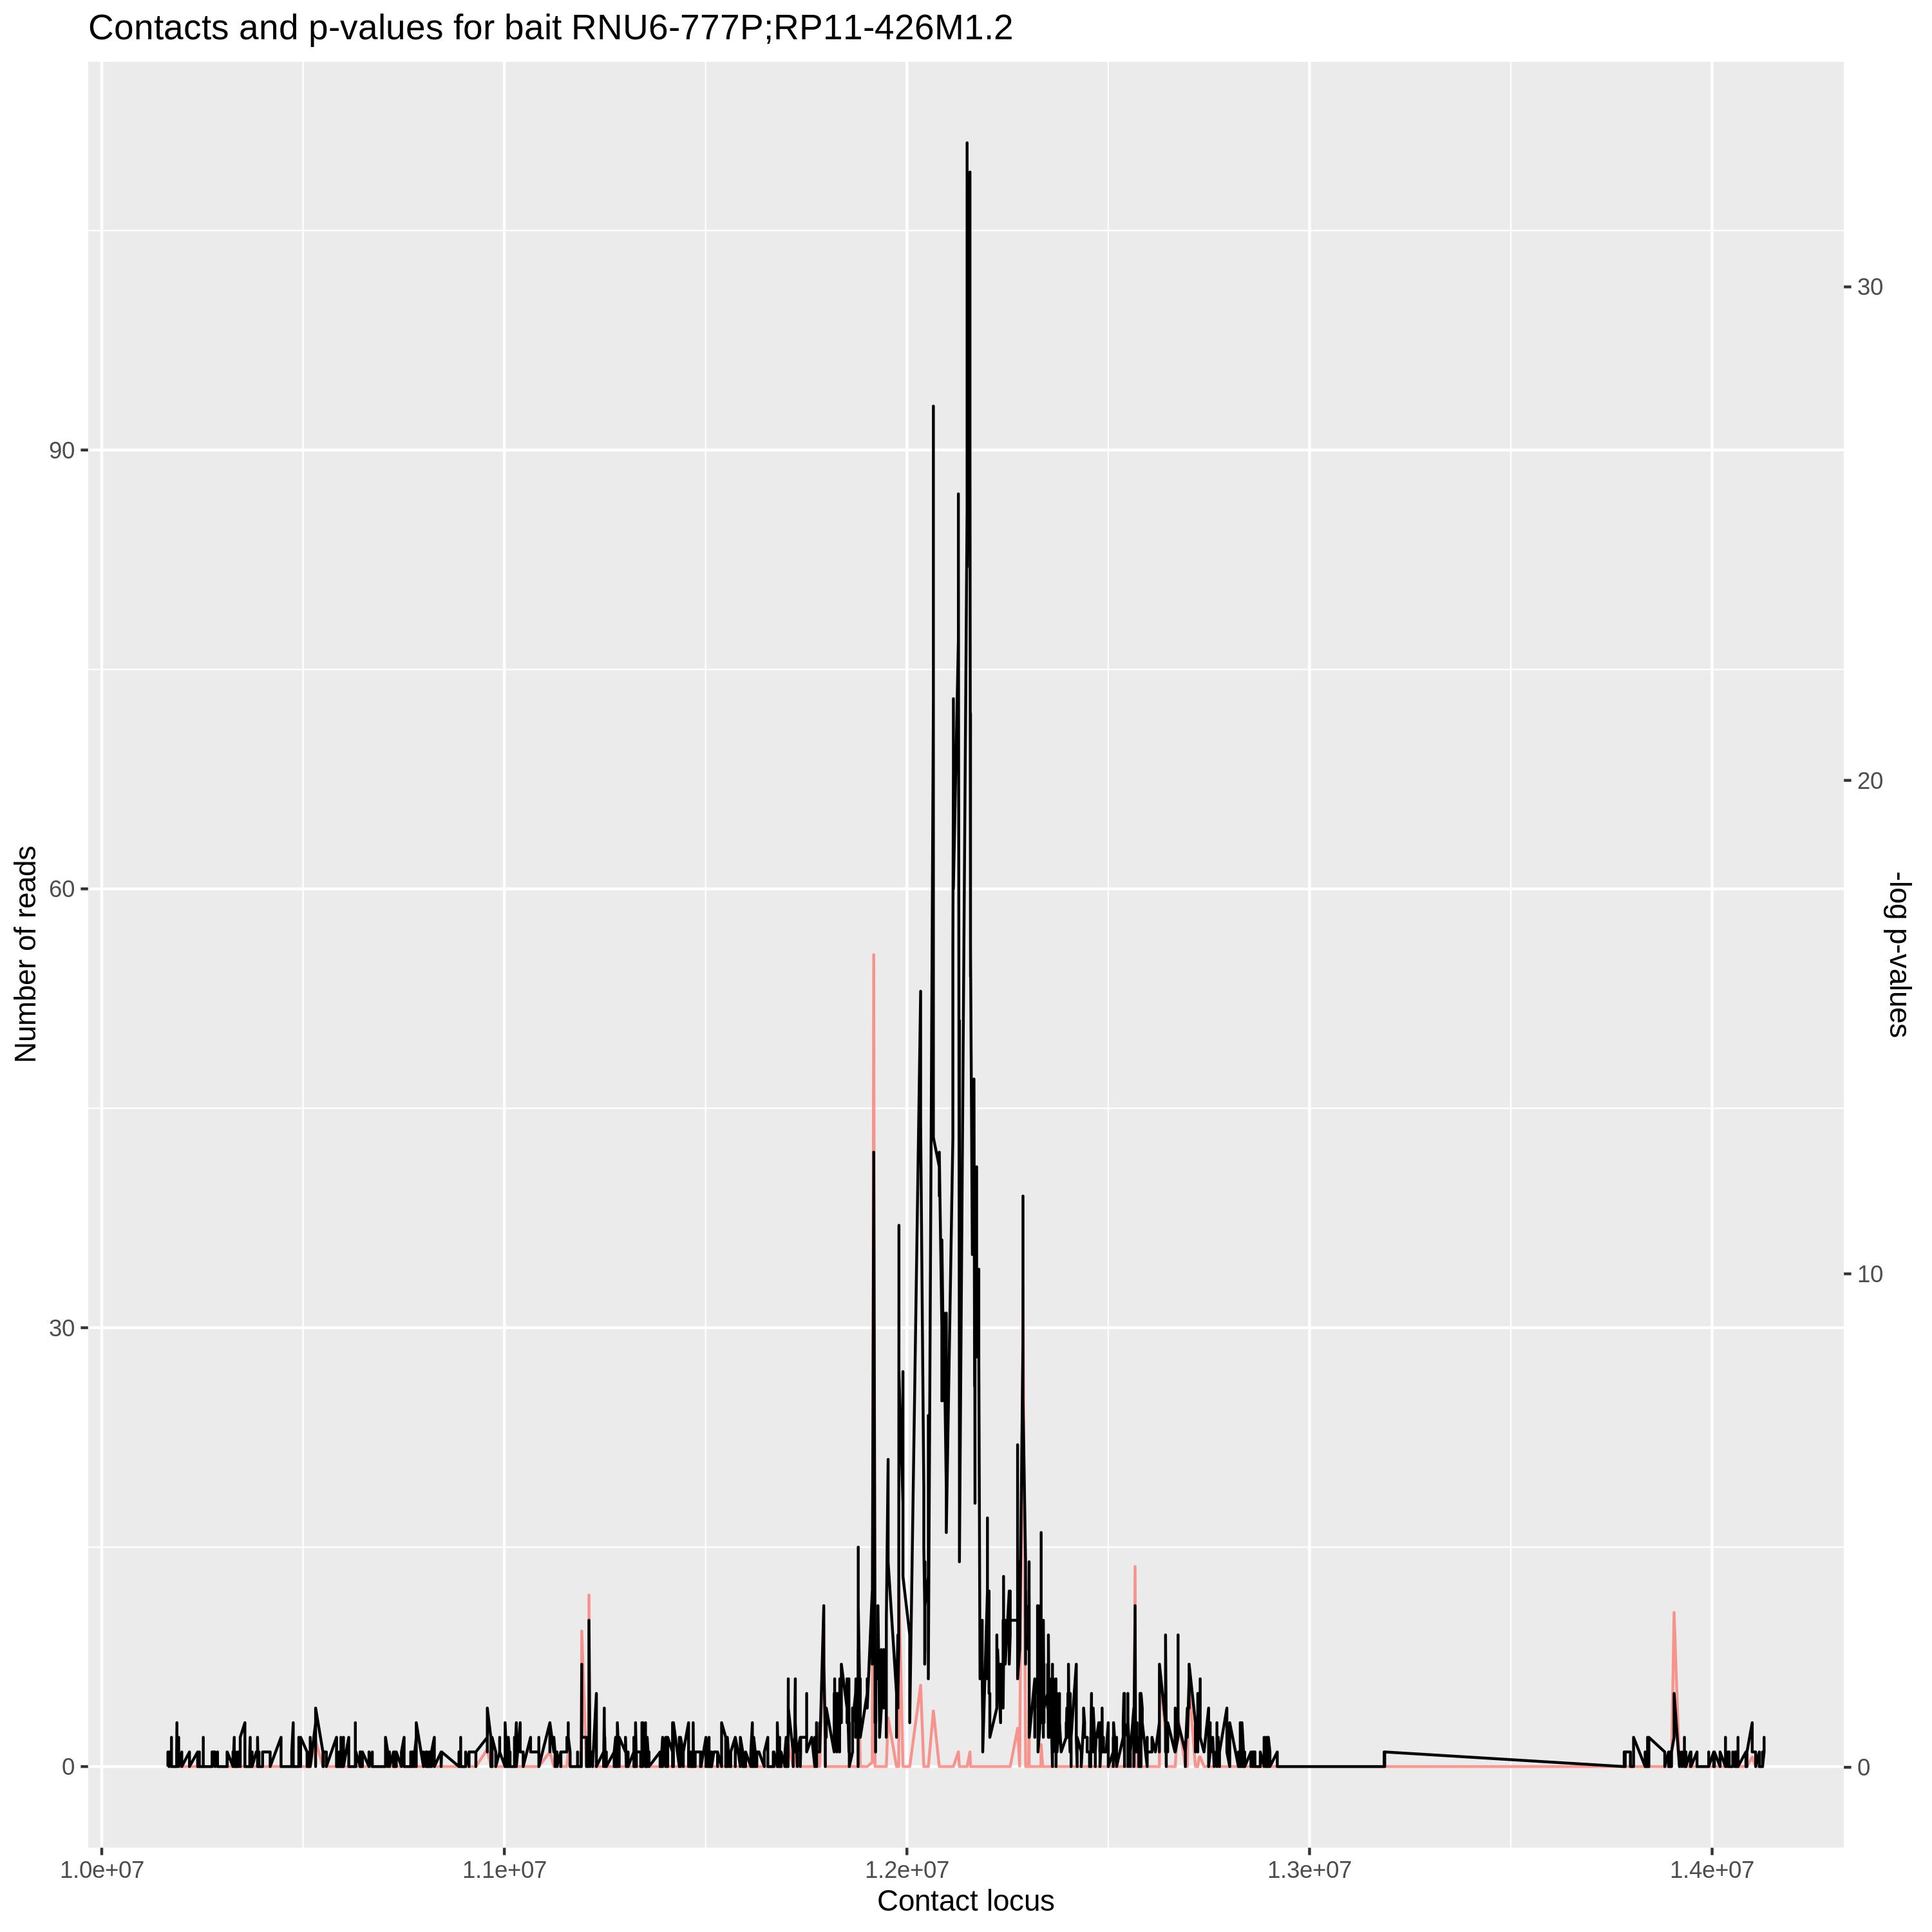 Contacts and p-values for bait RNU6-777P;RP11-426M1.2
Number of reads
90
60
30
0
30
20
10
0
-log p-values
1.0e+07 1.1e+07 1.2e+07 1.3e+07 1.4e+07
Contact locus